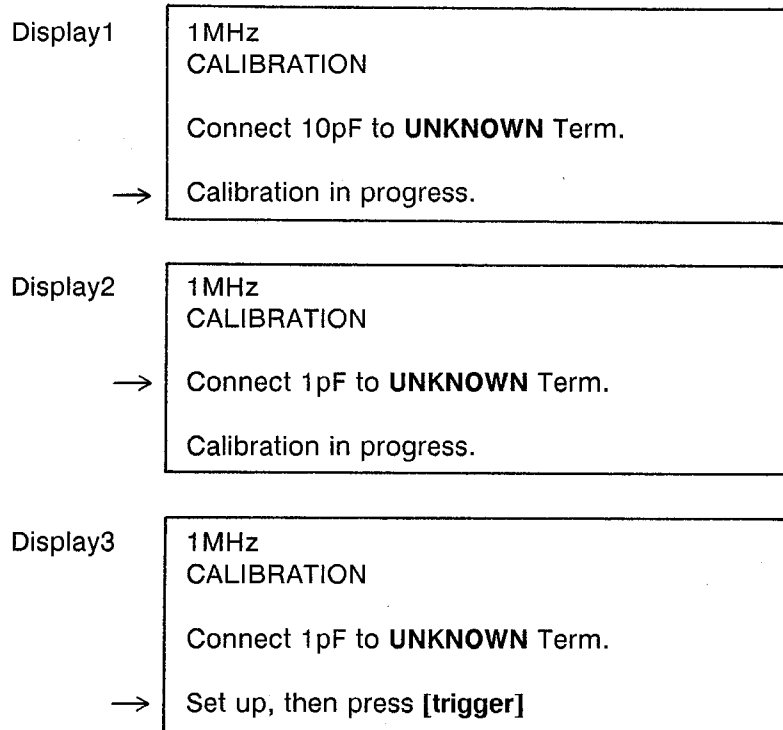 Display1
1MHz
CALIBRATION
Connect 10pF to UNKNOWN Term.
→ Calibration in progress.
Display2
1MHz
CALIBRATION
→ Connect 1pF to UNKNOWN Term.
Calibration in progress.
Display3
1MHz
CALIBRATION
Connect 1pF to UNKNOWN Term.
→ Set up, then press [trigger]